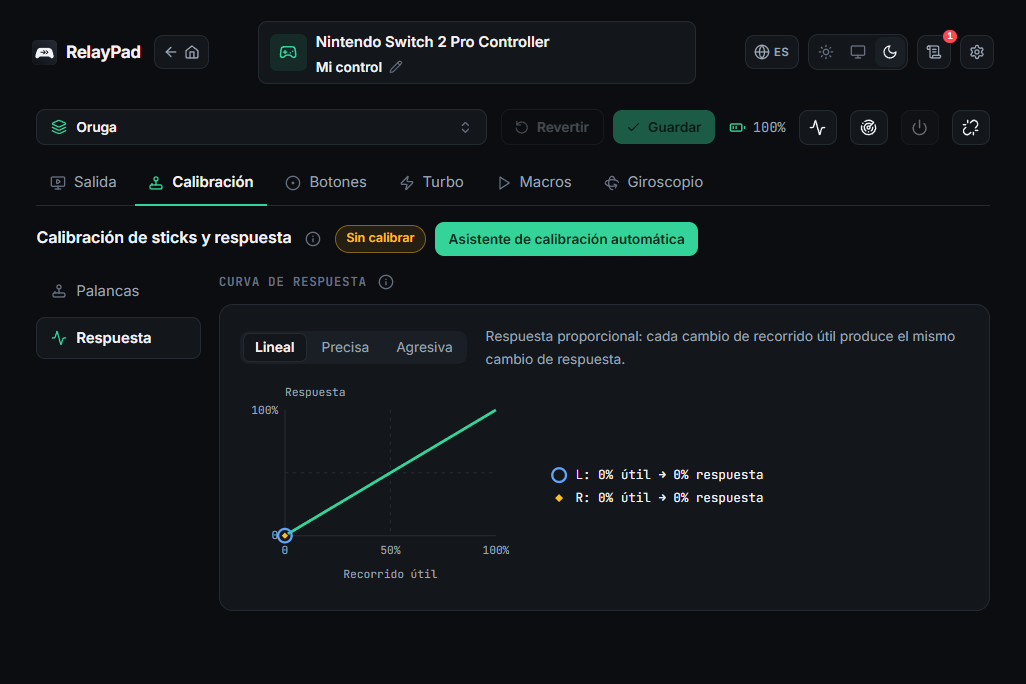 RelayPad
Nintendo Switch 2 Pro Controller
Mi control
ES
1
Oruga
Revertir
Guardar
100%
Salida
Calibración
Botones
Turbo
Macros
Giroscopio
Calibración de sticks y respuesta
Sin calibrar
Asistente de calibración automática
Palancas
Respuesta
CURVA DE RESPUESTA
Lineal
Precisa
Agresiva
Respuesta proporcional: cada cambio de recorrido útil produce el mismo
cambio de respuesta.
Respuesta
100%
0
0
50%
100%
Recorrido útil
L: 0% útil → 0% respuesta
R: 0% útil → 0% respuesta